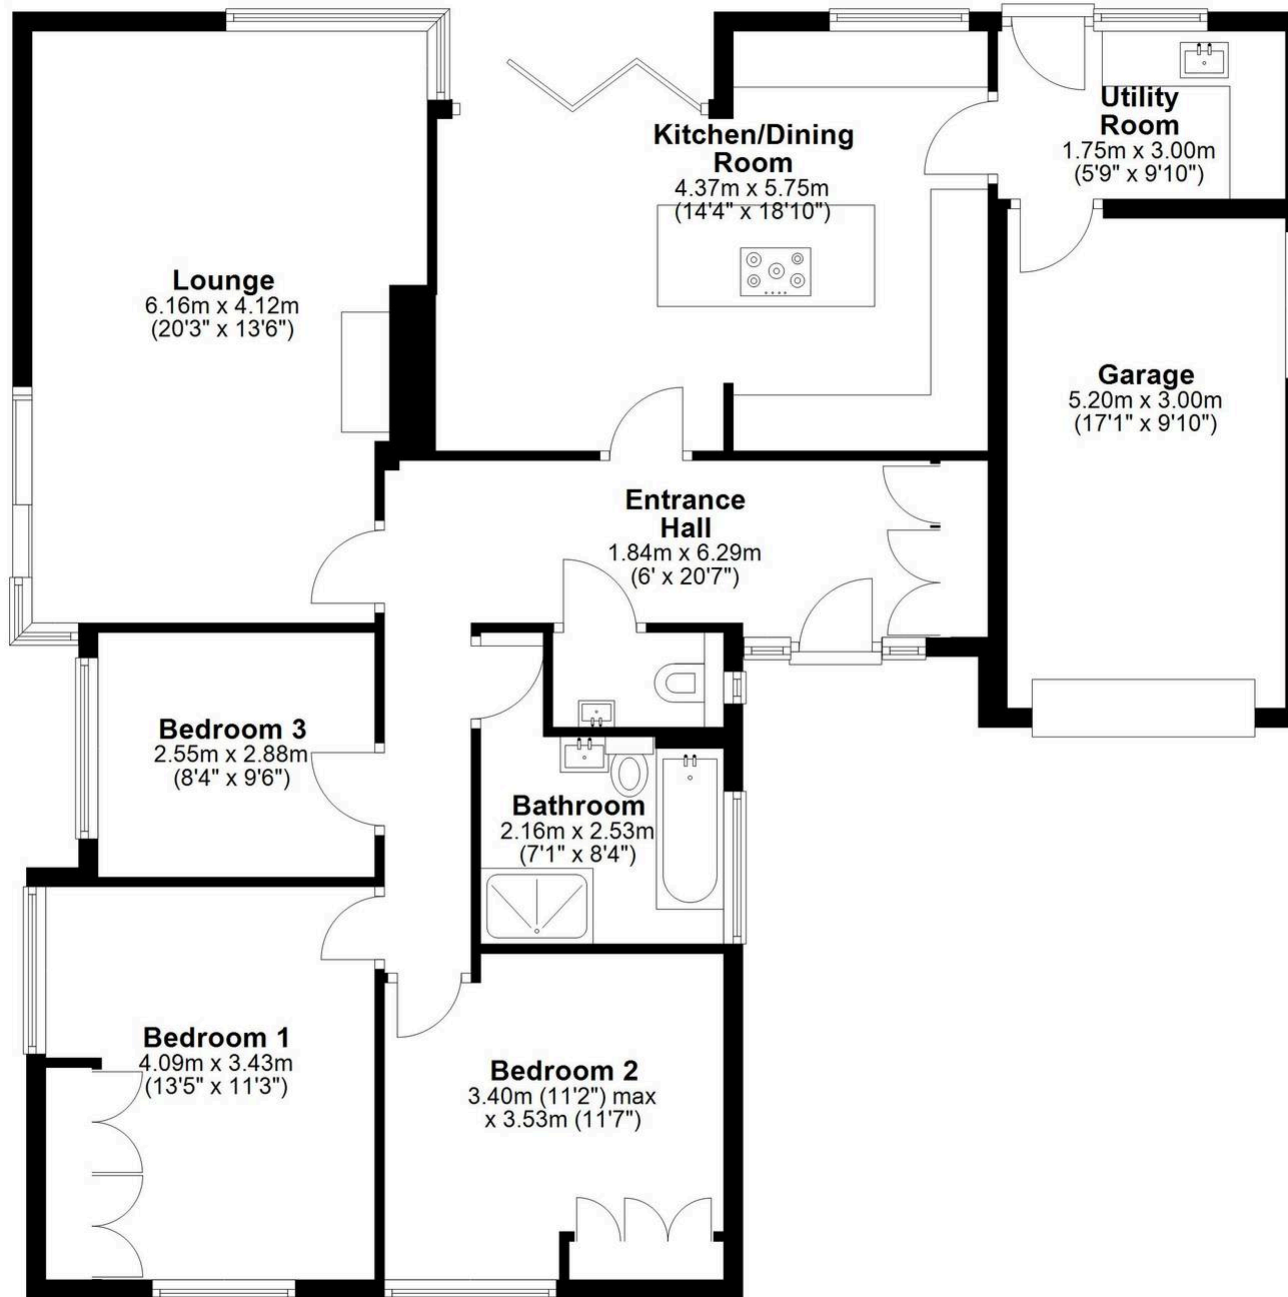 Kitchen/Dining
Room
4.37m x 5.75m
(14'4" x 18'10")
Utility
Room
1.75m x 3.00m
(5'9" x 9'10")
Lounge
6.16m x 4.12m
(20'3" x 13'6")
Garage
5.20m x 3.00m
(17'1" x 9'10")
Entrance
Hall
1.84m x 6.29m
(6' x 20'7")
Bedroom 3
2.55m x 2.88m
(8'4" x 9'6")
Bathroom
2.16m x 2.53m
(7'1" x 8'4")
Bedroom 1
4.09m x 3.43m
(13'5" x 11'3")
Bedroom 2
3.40m (11'2") max
x 3.53m (11'7")